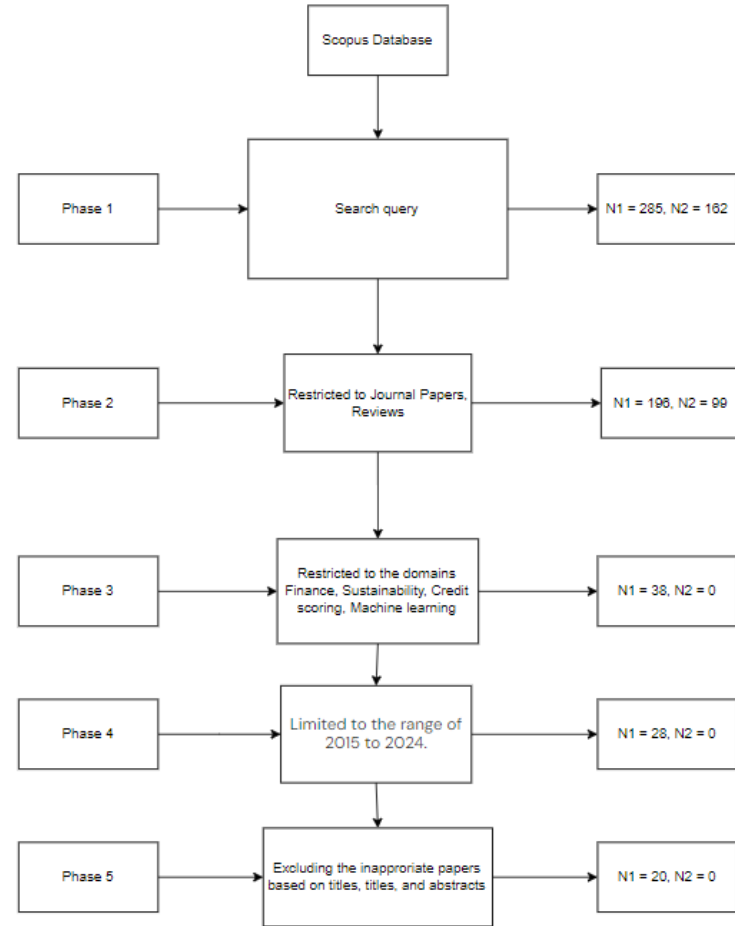 Scopus Database
Phase 1
Search query
N1 = 285, N2 = 162
Phase 2
Restricted to Journal Papers,
Reviews
N1 = 196, N2 = 99
Phase 3
Restricted to the domains
Finance, Sustainability, Credit
scoring, Machine learning
N1 = 38, N2 = 0
Phase 4
Limited to the range of
2015 to 2024.
N1 = 28, N2 = 0
Phase 5
Excluding the inapproriate papers
based on titles, titles, and abstracts
N1 = 20, N2 = 0